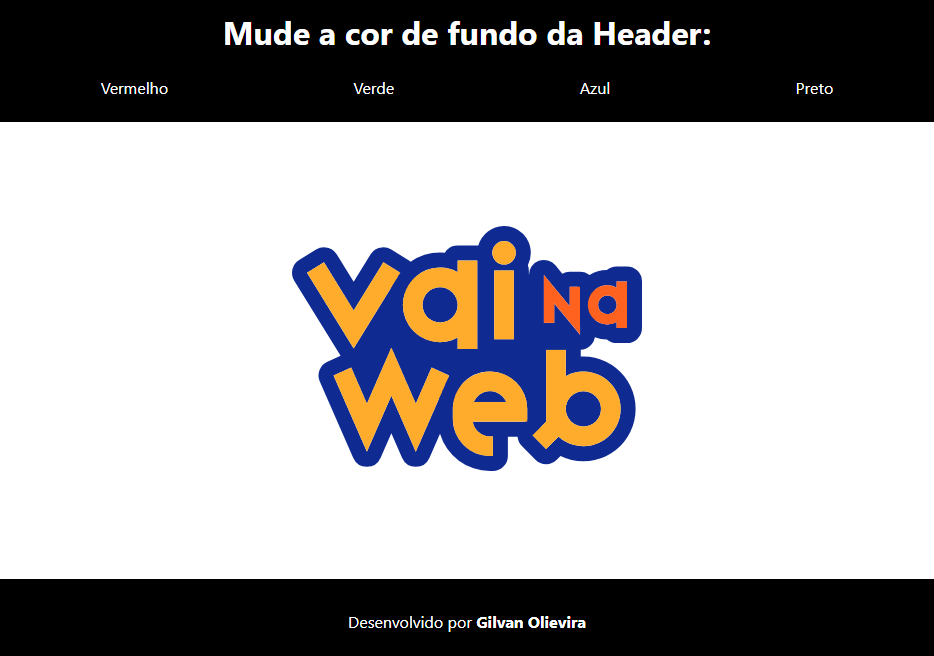 Mude a cor de fundo da Header:
Vermelho Verde Azul Preto
vai na
web
Desenvolvido por Gilvan Olievira